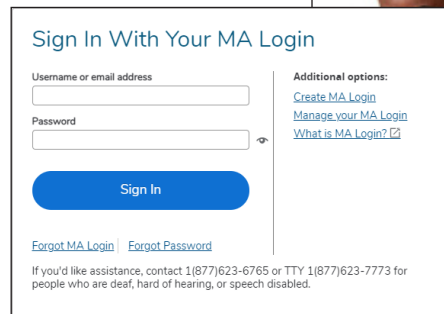 Sign In With Your MA Login
Username or email address
Password
Sign In
Forgot MA Login
Forgot Password
Additional options:
Create MA Login
Manage your MA Login
What is MA Login?
If you'd like assistance, contact 1(877)623-6765 or TTY 1(877)623-7773 for
people who are deaf, hard of hearing, or speech disabled.